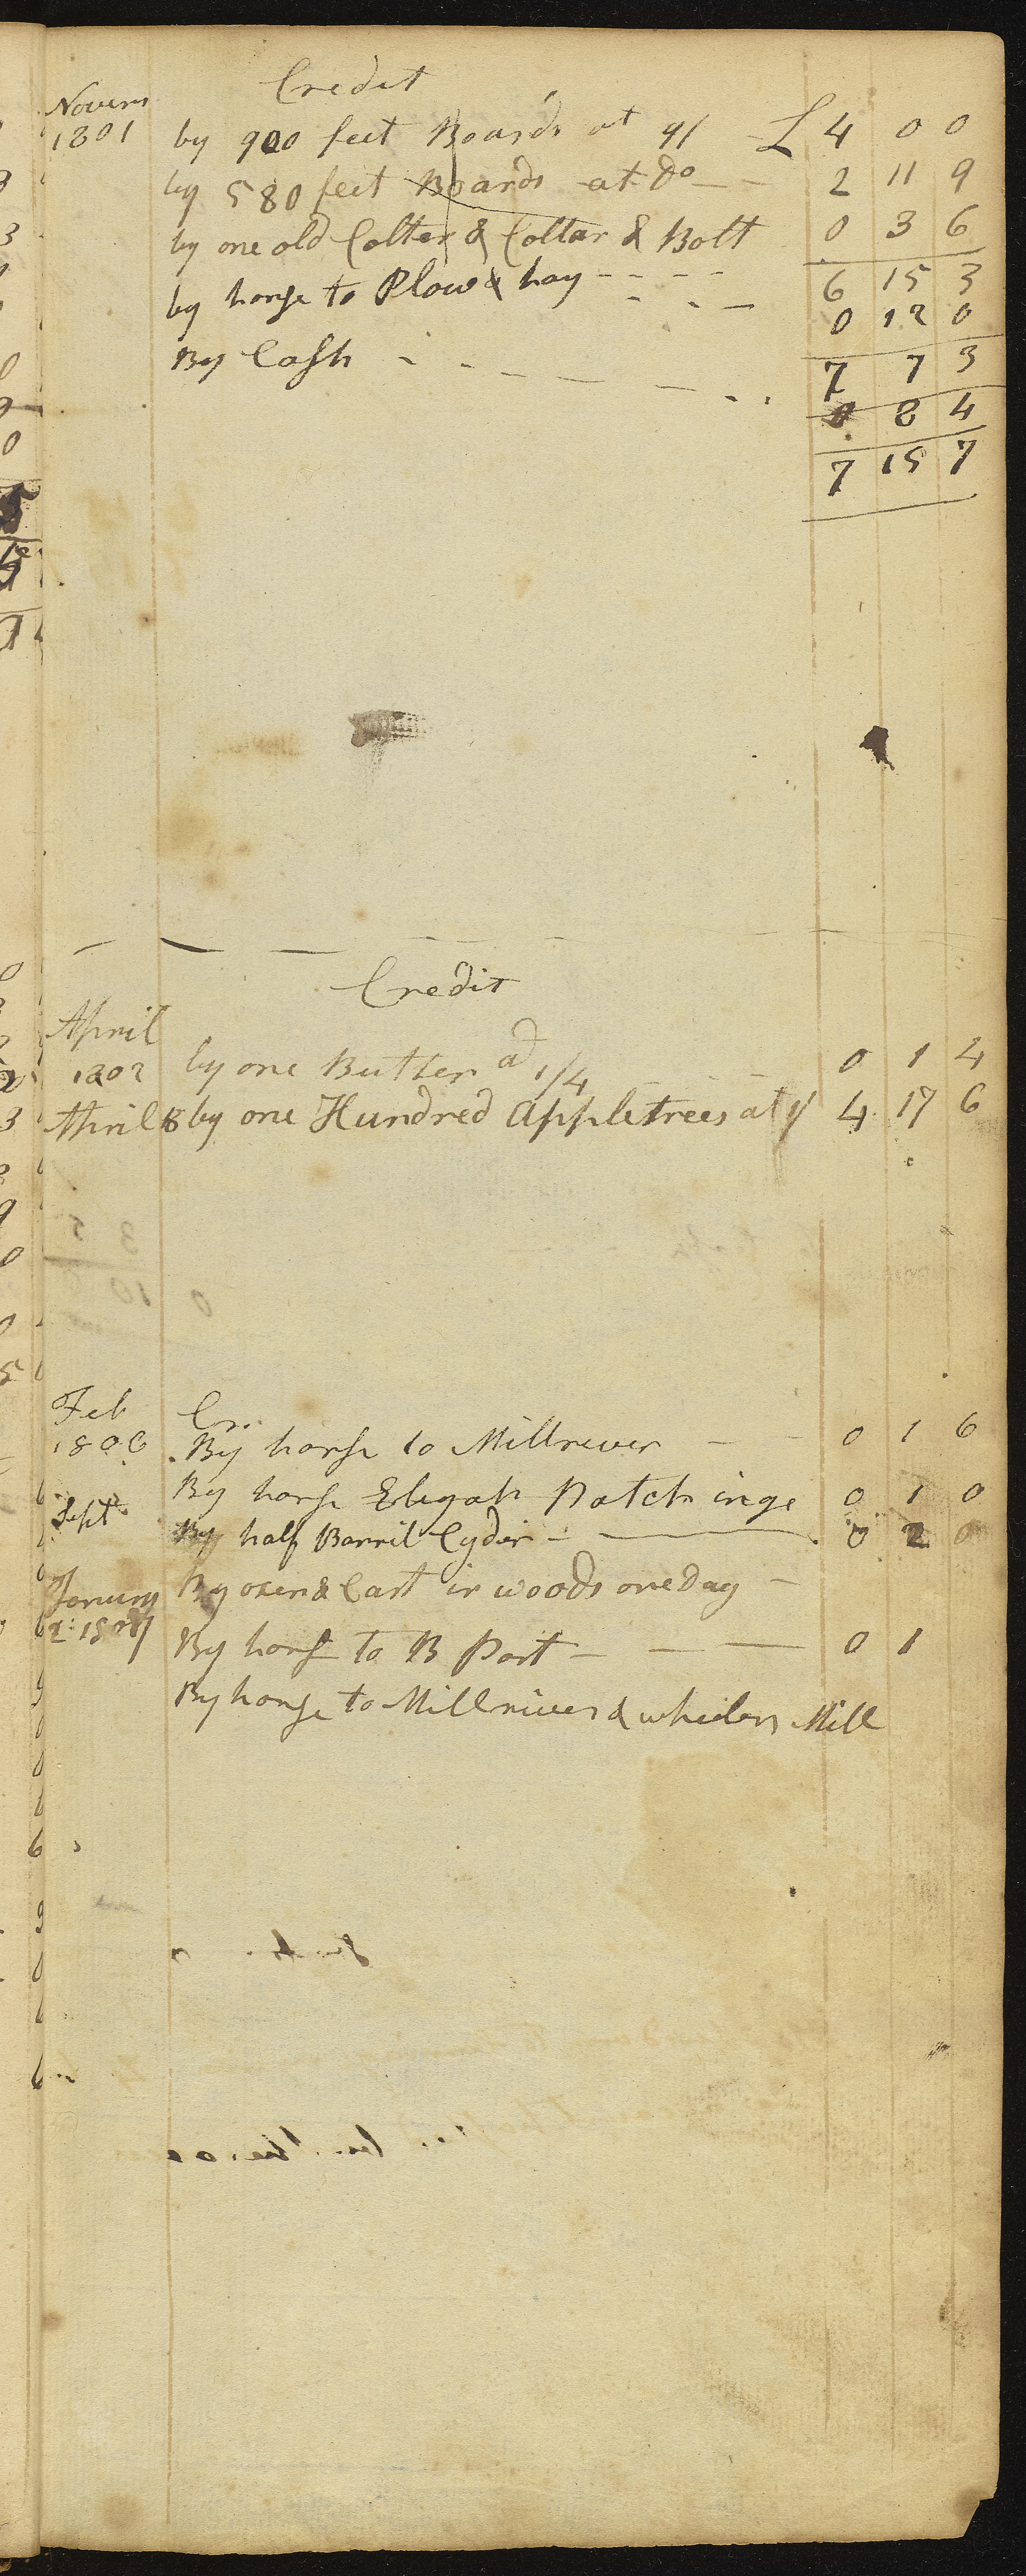 Credit
Novem
1801 by 900 feet Boards at 9/ £ 4 0 0
by 580 feet Boards at Do 2 11 9
by one old Colter & Collar & Bolt 0 3 6
6 15 3
by horse to Plow & hay 0 12 0
7 7 3
By Cash 0 8 4
7 15 7
Credit
April
1802 by one Butter at 1/4 0 1 4
April 8 by one Hundred appletrees at 4 17 6
Feb Cr.
1806 By horse to Millriver 0 1 6
By horse Elegah Patchinge 0 1 0
Sept By half Barril Cyder 0 2 0
Jenury By oxen & Cart in woods one Day
2: 1807
By horse to B Port 0 1
By horse to Millriver & wheelers Mill